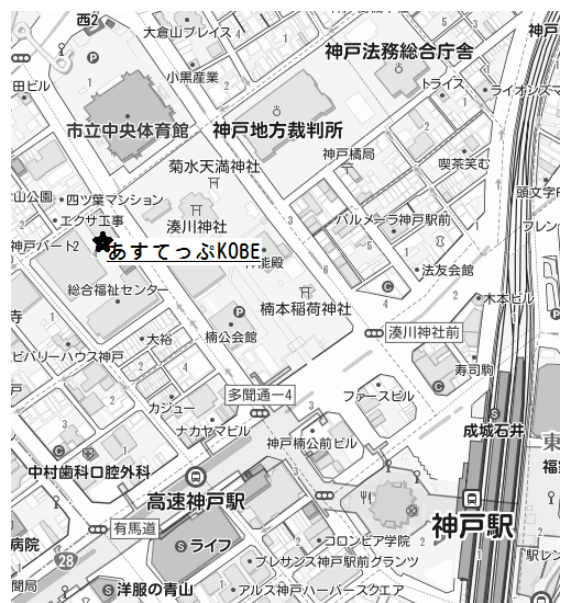 西2
大倉山プレイス
神戸法務総合庁舎
神戸
田ビル
小黒産業
トライス
ライオンズマ
市立中央体育館
神戸地方裁判所
神戸橘局
喫茶笑む
菊水天満神社
山公園
四ツ葉マンション
頭文字
エクサ工事
湊川神社
パルメーラ神戸駅前
フレン
神戸パート2
あすてっぷKOBE
神能殿
法友会館
総合福祉センター
楠本稲荷神社
木本ビル
寺
大裕
楠公会館
湊川神社前
ビバリーハウス神戸
寿司駒
多聞通一4
ファースビル
カジュー
ナカヤマビル
神戸楠公前ビル
成城石井
東
中村歯科口腔外科
福
高速神戸駅
神戸駅
有馬道
病院
ライフ
コロンビア学院
28
プレサンス神戸駅前グランツ
駅レン
聞局
洋服の青山
アルス神戸ハーバースクエア